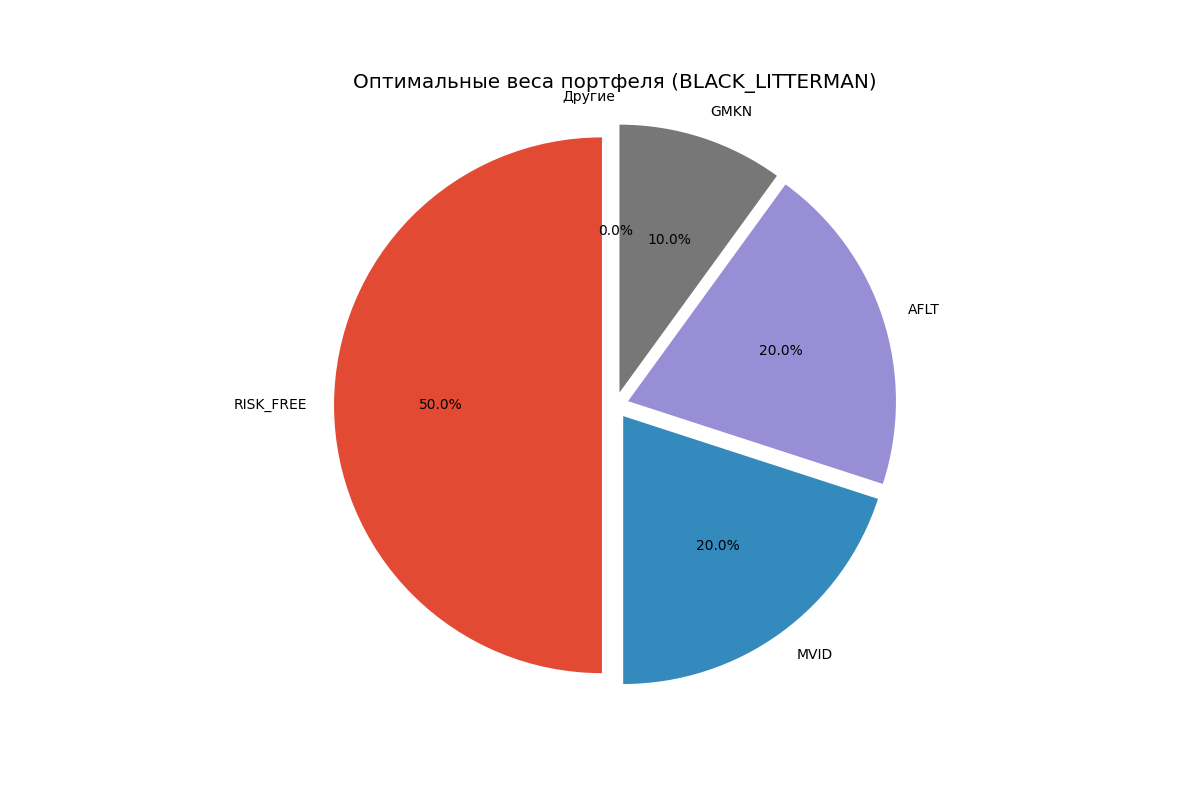 Оптимальные веса портфеля (BLACK_LITTERMAN)
Другие
GMKN
0.0%
10.0%
AFLT
20.0%
RISK_FREE
50.0%
20.0%
MVID